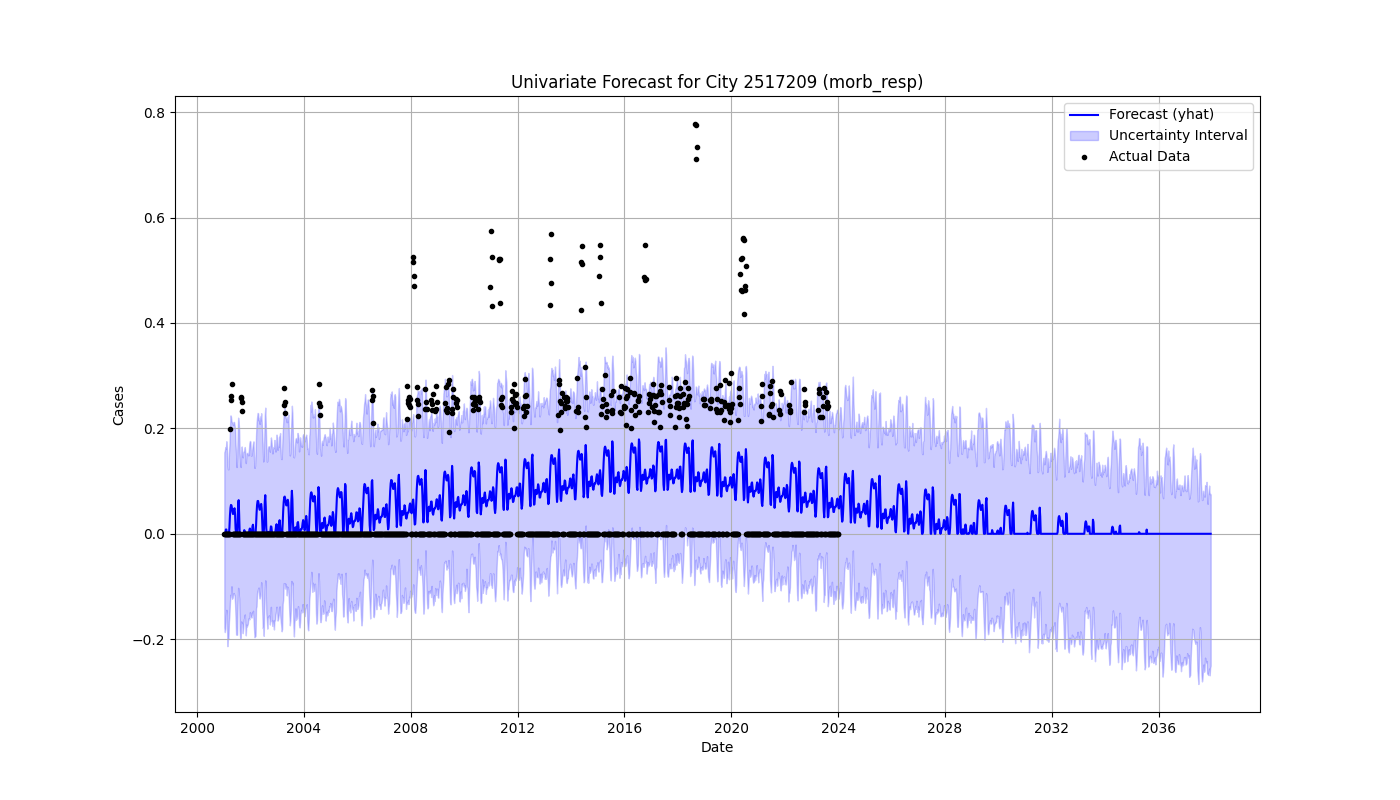 Univariate Forecast for City 2517209 (morb_resp)
Forecast (yhat)
Uncertainty Interval
Actual Data
Cases
0.8
0.6
0.4
0.2
0.0
−0.2
2000 2004 2008 2012 2016 2020 2024 2028 2032 2036
Date